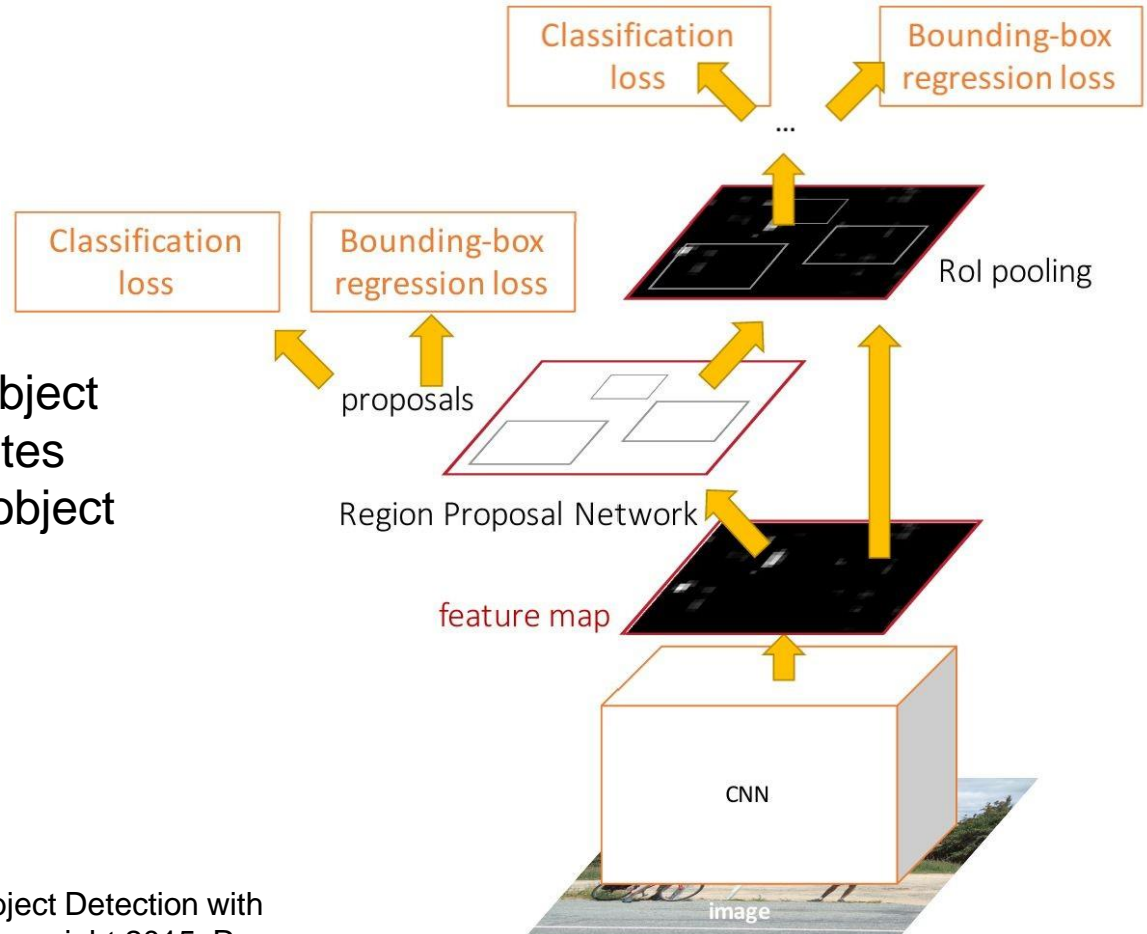 Classification
loss
Bounding-box
regression loss
...
Classification
loss
Bounding-box
regression loss
RoI pooling
bject
proposals
tes
object
Region Proposal Network
feature map
CNN
image
ject Detection with